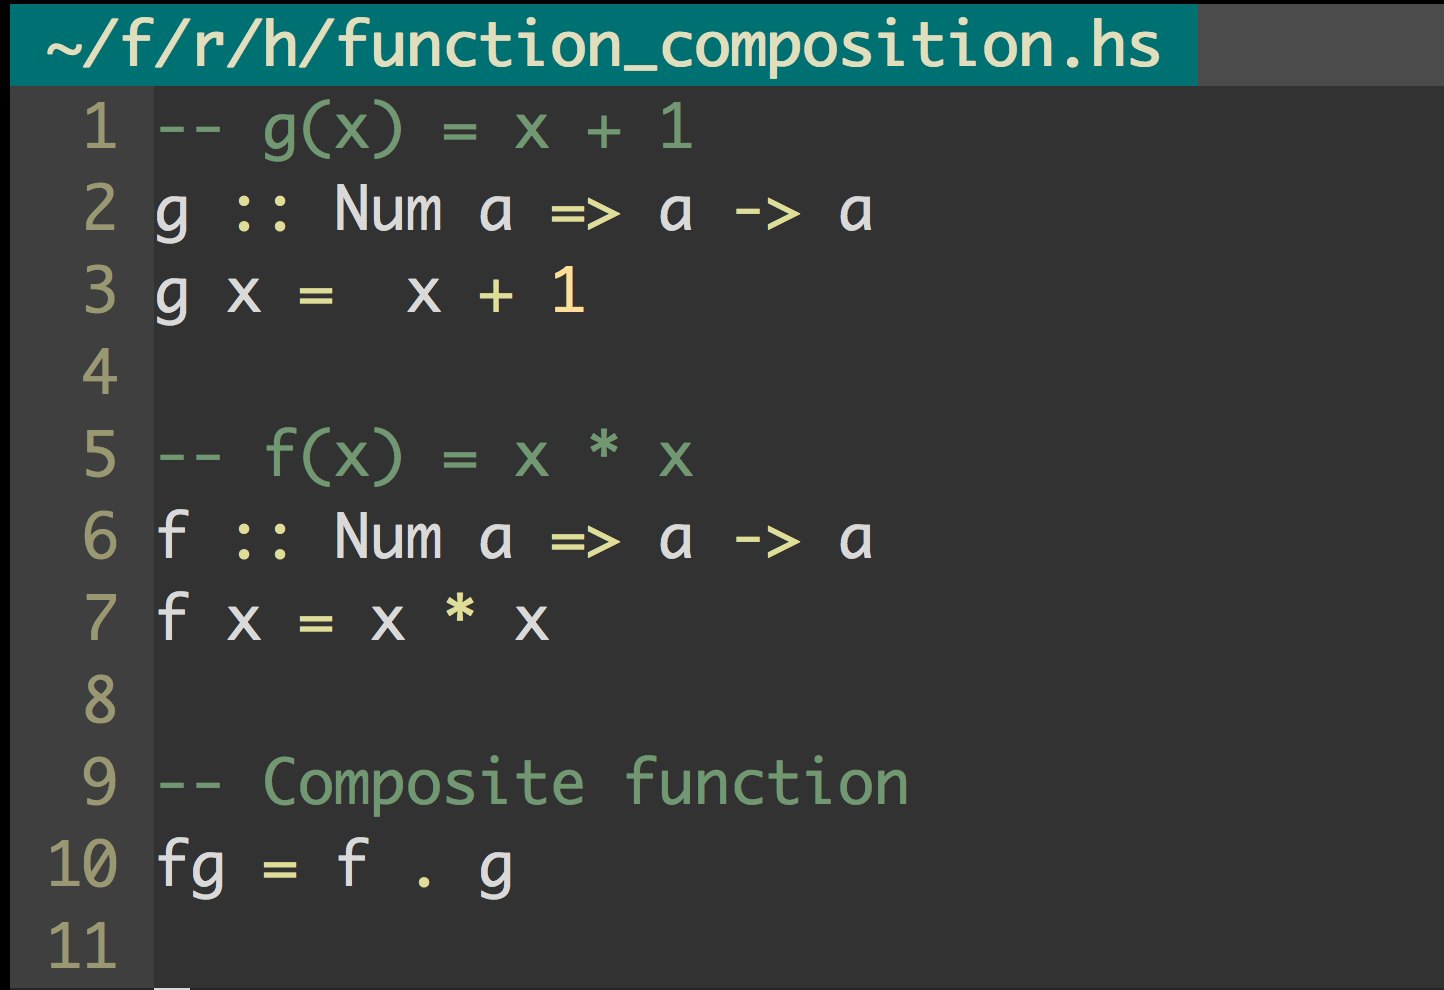 ~/f/r/h/function_composition.hs
1 -- g(x) = x + 1
2 g :: Num a => a -> a
3 g x =  x + 1
4
5 -- f(x) = x * x
6 f :: Num a => a -> a
7 f x = x * x
8
9 -- Composite function
10 fg = f . g
11